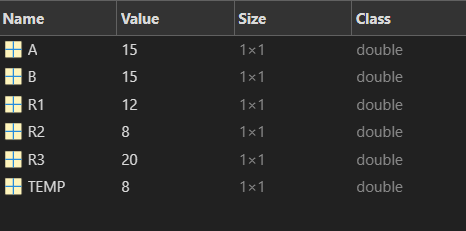 Name Value Size Class
A 15 1×1 double
B 15 1×1 double
R1 12 1×1 double
R2 8 1×1 double
R3 20 1×1 double
TEMP 8 1×1 double